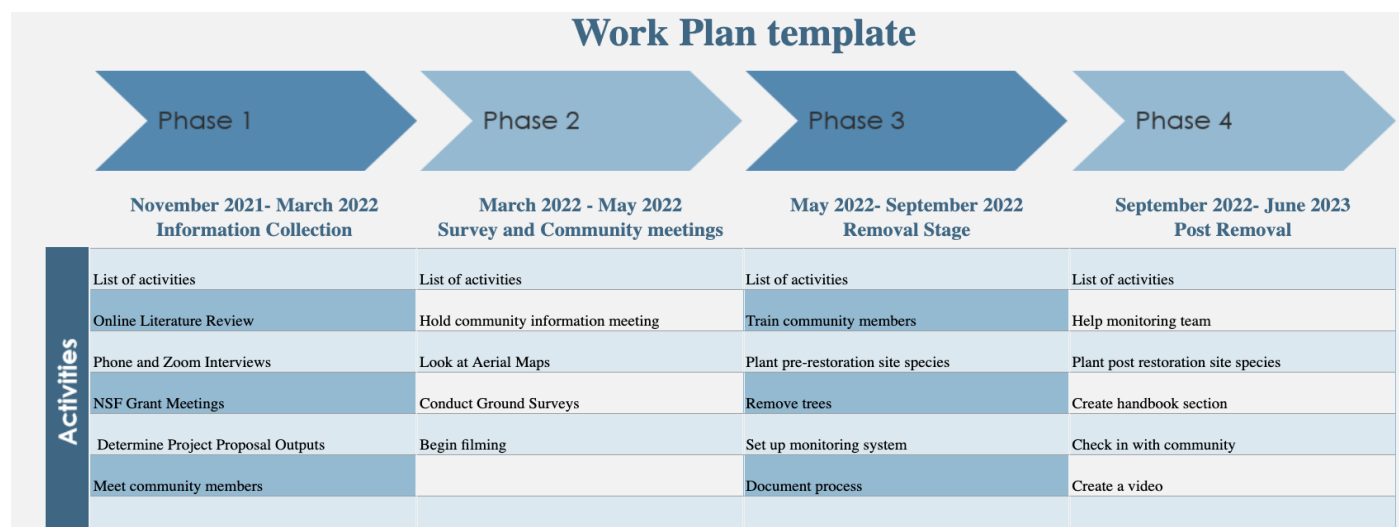 Work Plan template
Phase 1
Phase 2
Phase 3
Phase 4
November 2021- March 2022
Information Collection
March 2022 - May 2022
Survey and Community meetings
May 2022- September 2022
Removal Stage
September 2022- June 2023
Post Removal
Activities
List of activities
List of activities
List of activities
List of activities
Online Literature Review
Hold community information meeting
Train community members
Help monitoring team
Phone and Zoom Interviews
Look at Aerial Maps
Plant pre-restoration site species
Plant post restoration site species
NSF Grant Meetings
Conduct Ground Surveys
Remove trees
Create handbook section
Determine Project Proposal Outputs
Begin filming
Set up monitoring system
Check in with community
Meet community members
Document process
Create a video